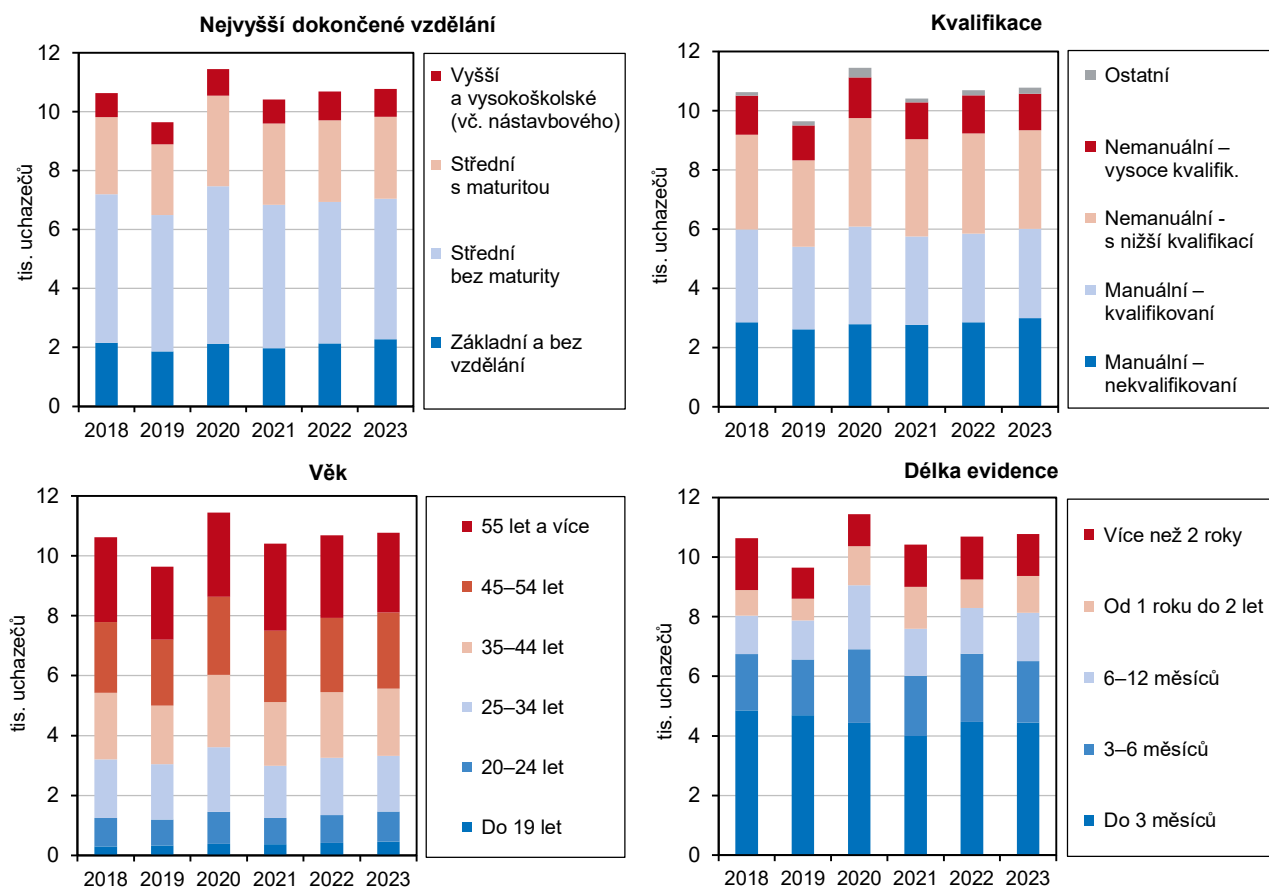 Nejvyšší dokončené vzdělání
tis. uchazečů
12
10
8
6
4
2
0
2018 2019 2020 2021 2022 2023
Vyšší
a vysokoškolské
(vč. nástavbového)
Střední
s maturitou
Střední
bez maturity
Základní a bez
vzdělání
Kvalifikace
tis. uchazečů
12
10
8
6
4
2
0
2018 2019 2020 2021 2022 2023
Ostatní
Nemanuální –
vysoce kvalifik.
Nemanuální -
s nižší kvalifikací
Manuální –
kvalifikovaní
Manuální –
nekvalifikovaní
Věk
tis. uchazečů
12
10
8
6
4
2
0
2018 2019 2020 2021 2022 2023
55 let a více
45–54 let
35–44 let
25–34 let
20–24 let
Do 19 let
Délka evidence
tis. uchazečů
12
10
8
6
4
2
0
2018 2019 2020 2021 2022 2023
Více než 2 roky
Od 1 roku do 2 let
6–12 měsíců
3–6 měsíců
Do 3 měsíců